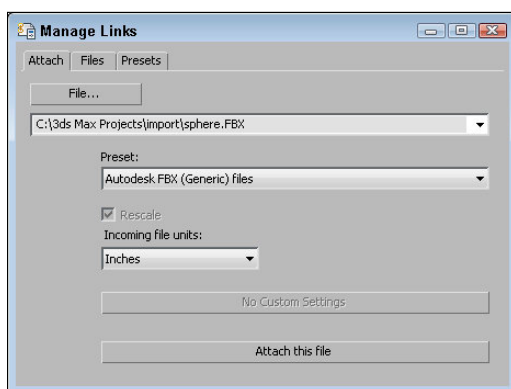 Manage Links
Attach Files Presets
File...
C:\3ds Max Projects\import\sphere.FBX
Preset:
Autodesk FBX (Generic) files
Rescale
Incoming file units:
Inches
No Custom Settings
Attach this file